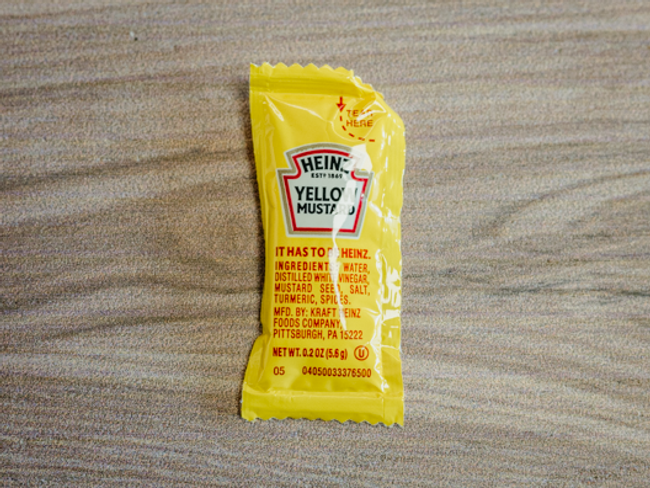 TEAR
HERE
HEINZ
ESTD 1869
YELLOW
MUSTARD
IT HAS TO BE HEINZ.
INGREDIENTS: WATER,
DISTILLED WHITE VINEGAR,
MUSTARD SEED, SALT,
TURMERIC, SPICES.
MFD. BY: KRAFT HEINZ
FOODS COMPANY,
PITTSBURGH, PA 15222
NET WT. 0.2 OZ (5.6 g) U
05 04050033376500